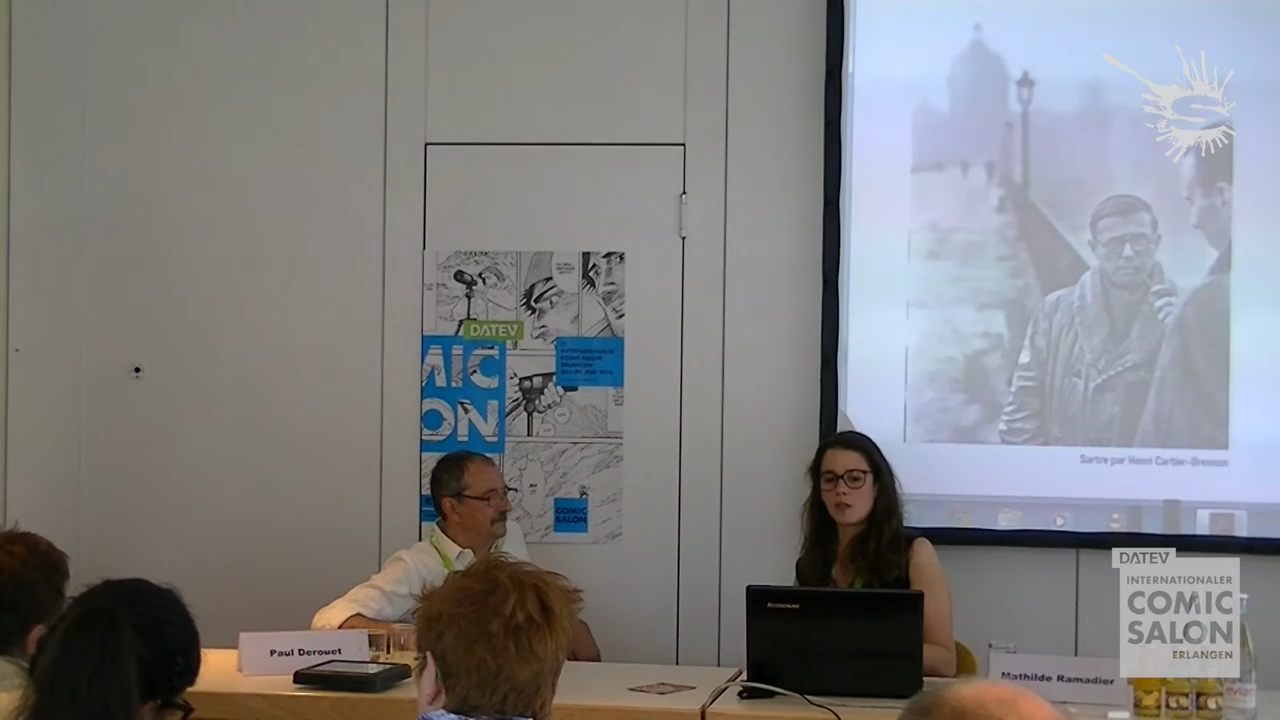 DATEV
MIC
ON
COMIC
SALON
Sartre par Henri Cartier-Bresson
Paul Derouet
lenovo
Mathilde Ramadier
evian
DATEV
INTERNATIONALER
COMIC
SALON
ERLANGEN